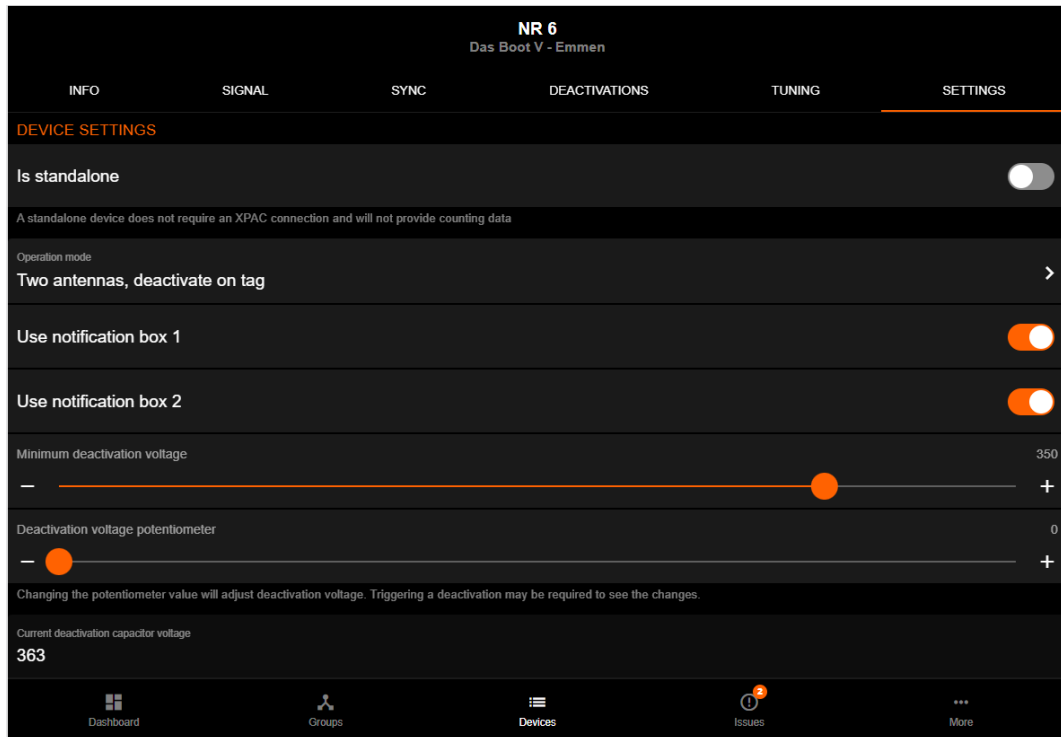 NR 6
Das Boot V - Emmen
INFO SIGNAL SYNC DEACTIVATIONS TUNING SETTINGS
DEVICE SETTINGS
Is standalone
A standalone device does not require an XPAC connection and will not provide counting data
Operation mode
Two antennas, deactivate on tag
Use notification box 1
Use notification box 2
Minimum deactivation voltage 350
Deactivation voltage potentiometer 0
Changing the potentiometer value will adjust deactivation voltage. Triggering a deactivation may be required to see the changes.
Current deactivation capacitor voltage
363
2
Dashboard Groups Devices Issues More